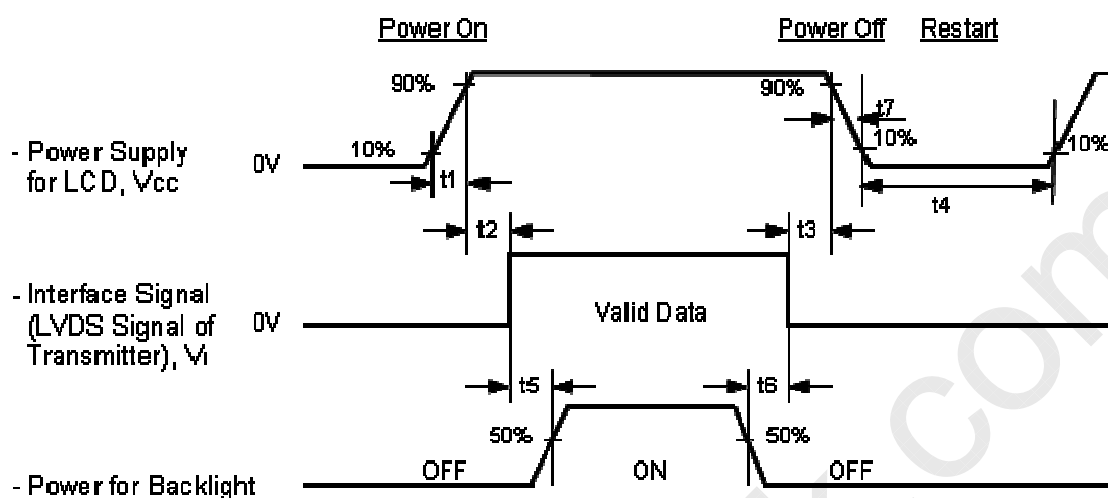 Power On
Power Off
Restart
90%
90%
t7
- Power Supply
for LCD, Vcc
0V
10%
10%
10%
t1
t4
t2
t3
- Interface Signal
(LVDS Signal of
Transmitter), Vi
0V
Valid Data
t5
t6
50%
50%
- Power for Backlight
OFF
ON
OFF
com